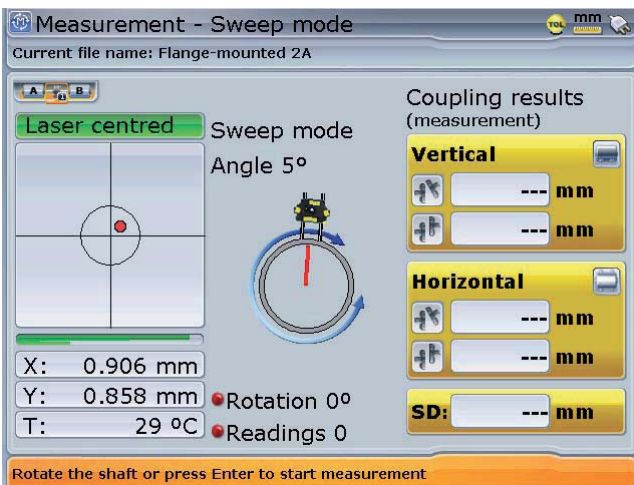 Measurement - Sweep mode
TOL
mm
Current file name: Flange-mounted 2A
A
B
Laser centred
Sweep mode
Angle 5º
X: 0.906 mm
Y: 0.858 mm
T: 29 ºC
Rotation 0º
Readings 0
Coupling results
(measurement)
Vertical
--- mm
--- mm
Horizontal
--- mm
--- mm
SD: --- mm
Rotate the shaft or press Enter to start measurement